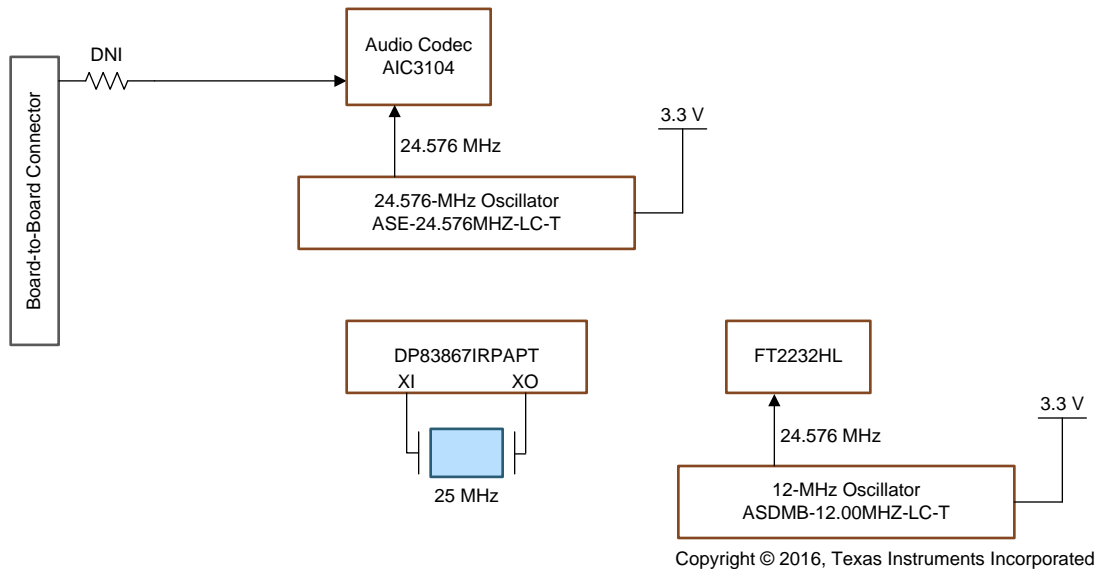 DNI
Audio Codec
AIC3104
Board-to-Board Connector
24.576 MHz
3.3 V
24.576-MHz Oscillator
ASE-24.576MHZ-LC-T
DP83867IRPAPT
XI XO
25 MHz
FT2232HL
24.576 MHz
3.3 V
12-MHz Oscillator
ASDMB-12.00MHZ-LC-T
Copyright © 2016, Texas Instruments Incorporated